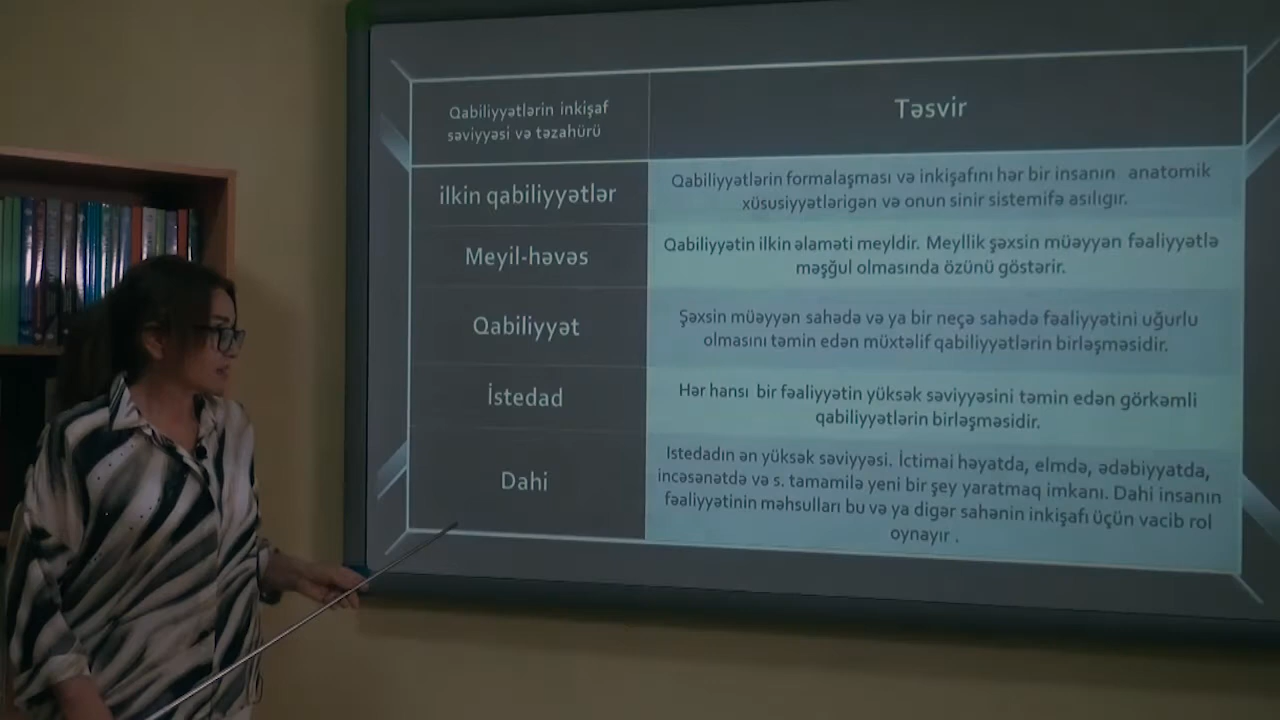 Qabiliyyətlərin inkişaf
səviyyəsi və təzahürü
Təsvir
ilkin qabiliyyətlər
Qabiliyyətlərin formalaşması və inkişafını hər bir insanın anatomik
xüsusiyyətlərigən və onun sinir sistemifə asılıgır.
Meyil-həvəs
Qabiliyyətin ilkin əlaməti meyldir. Meyllik şəxsin müəyyən fəaliyyətlə
məşğul olmasında özünü göstərir.
Qabiliyyət
Şəxsin müəyyən sahədə və ya bir neçə sahədə fəaliyyətini uğurlu
olmasını təmin edən müxtəlif qabiliyyətlərin birləşməsidir.
İstedad
Hər hansı bir fəaliyyətin yüksək səviyyəsini təmin edən görkəmli
qabiliyyətlərin birləşməsidir.
Dahi
Istedadın ən yüksək səviyyəsi. İctimai həyatda, elmdə, ədəbiyyatda,
incəsənətdə və s. tamamilə yeni bir şey yaratmaq imkanı. Dahi insanın
fəaliyyətinin məhsulları bu və ya digər sahənin inkişafı üçün vacib rol
oynayır .